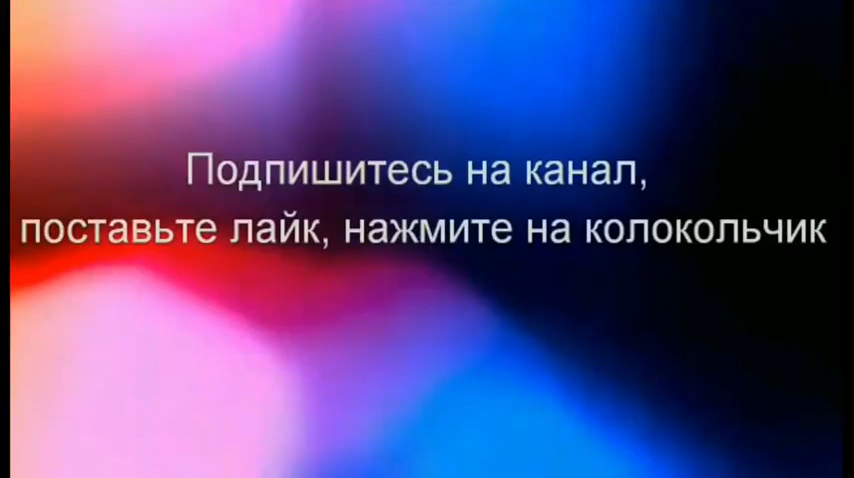 Подпишитесь на канал,
поставьте лайк, нажмите на колокольчик